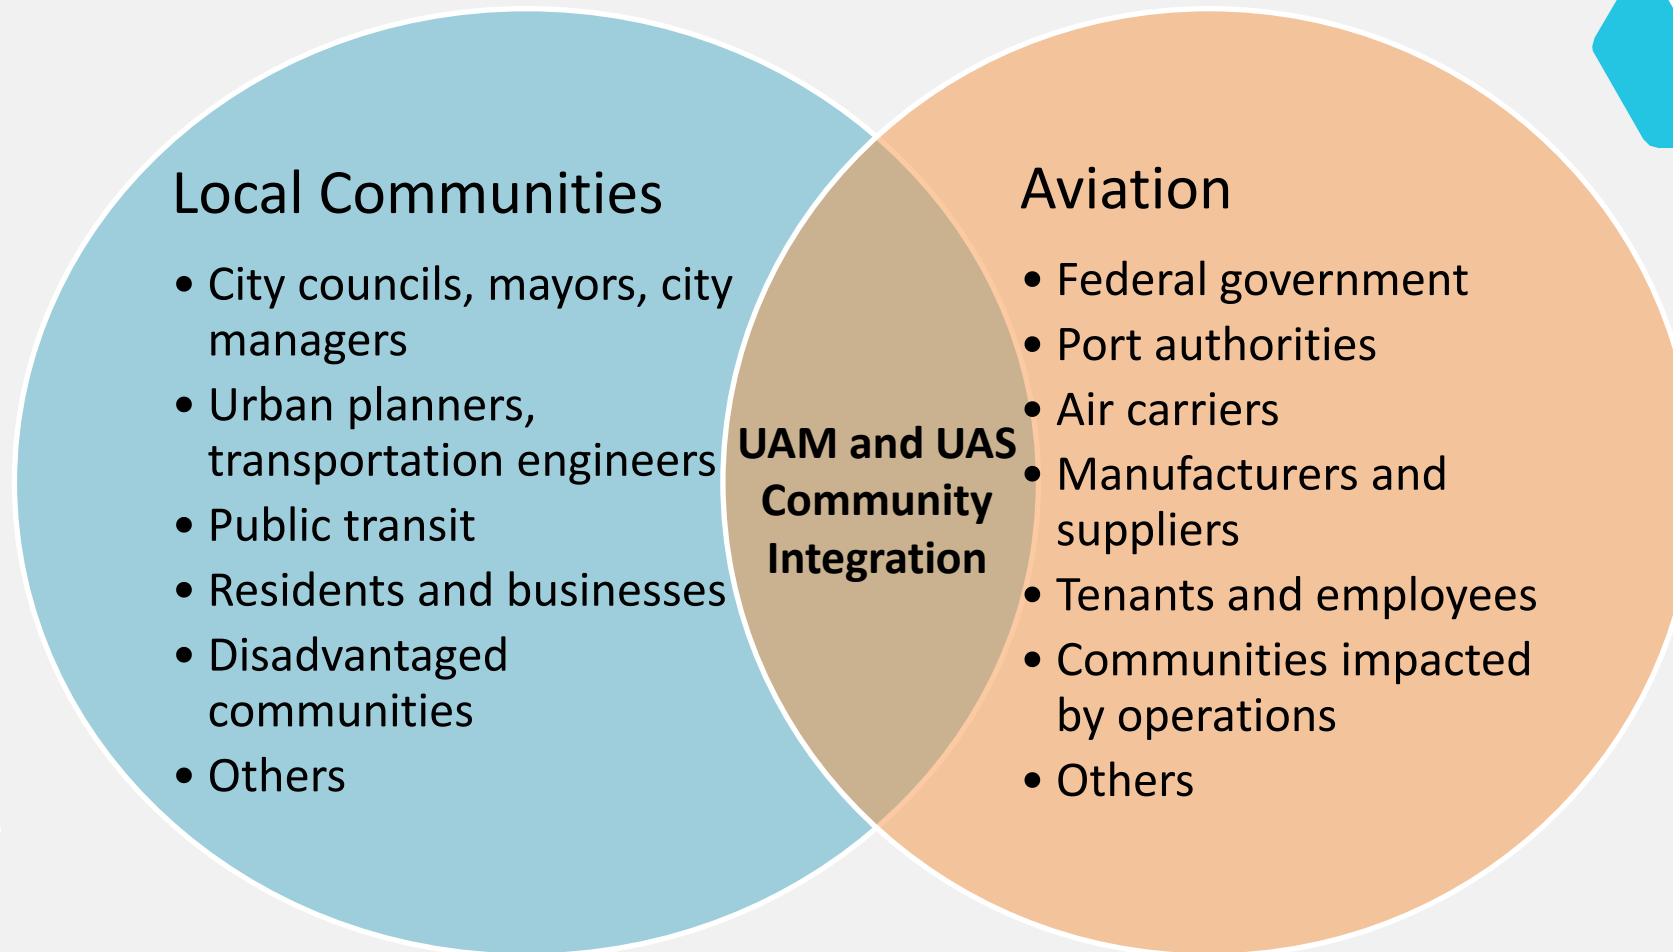 Local Communities
• City councils, mayors, city
managers
• Urban planners,
transportation engineers
• Public transit
• Residents and businesses
• Disadvantaged
communities
• Others
UAM and UAS
Community
Integration
Aviation
• Federal government
• Port authorities
• Air carriers
• Manufacturers and
suppliers
• Tenants and employees
• Communities impacted
by operations
• Others